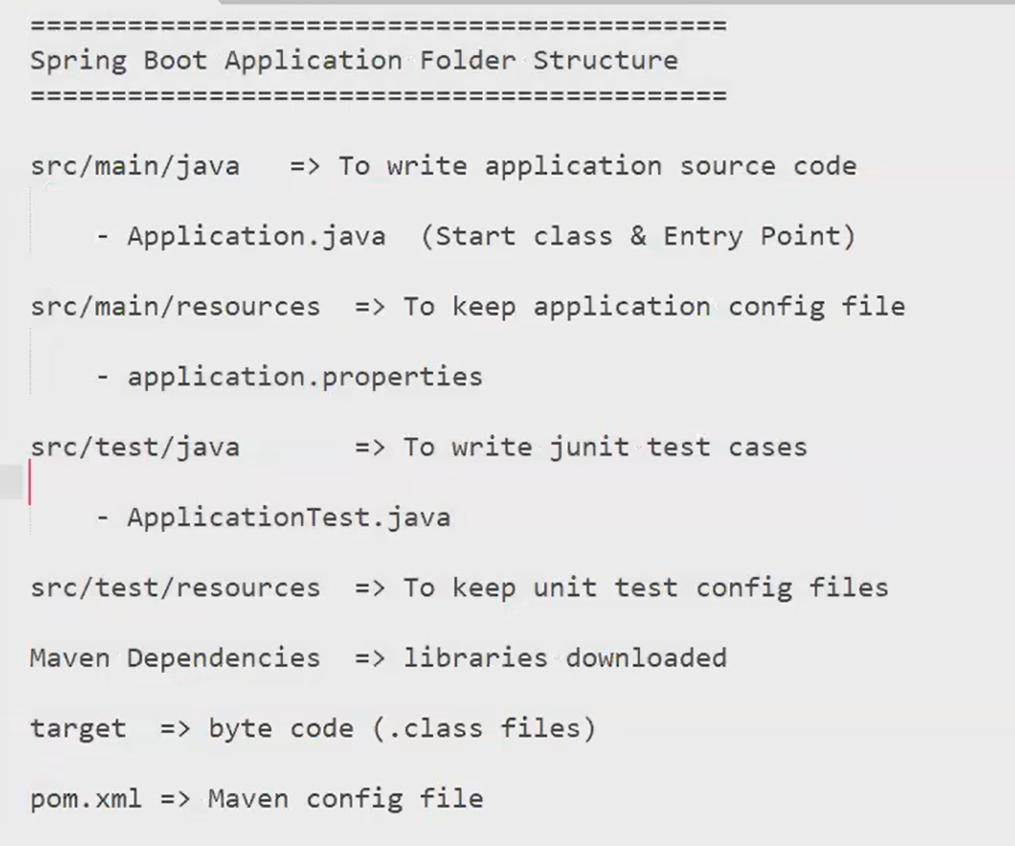 ===========================================
Spring Boot Application Folder Structure
===========================================
src/main/java   => To write application source code
    - Application.java  (Start class & Entry Point)
src/main/resources  => To keep application config file
    - application.properties
src/test/java       => To write junit test cases
    - ApplicationTest.java
src/test/resources  => To keep unit test config files
Maven Dependencies  => libraries downloaded
target  => byte code (.class files)
pom.xml => Maven config file